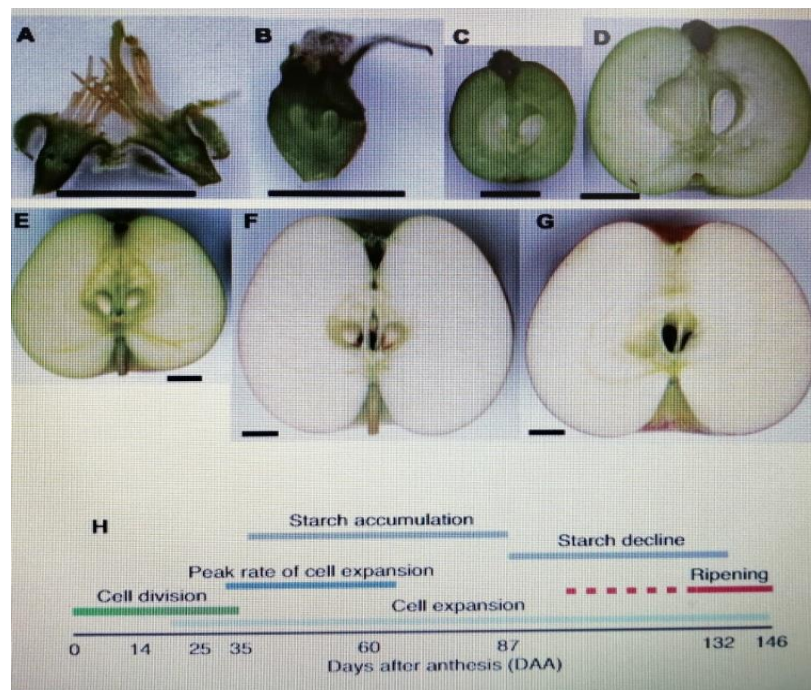 A B C D
E F G
H
Starch accumulation
Starch decline
Peak rate of cell expansion
Ripening
Cell division
Cell expansion
0 14 25 35 60 87 132 146
Days after anthesis (DAA)